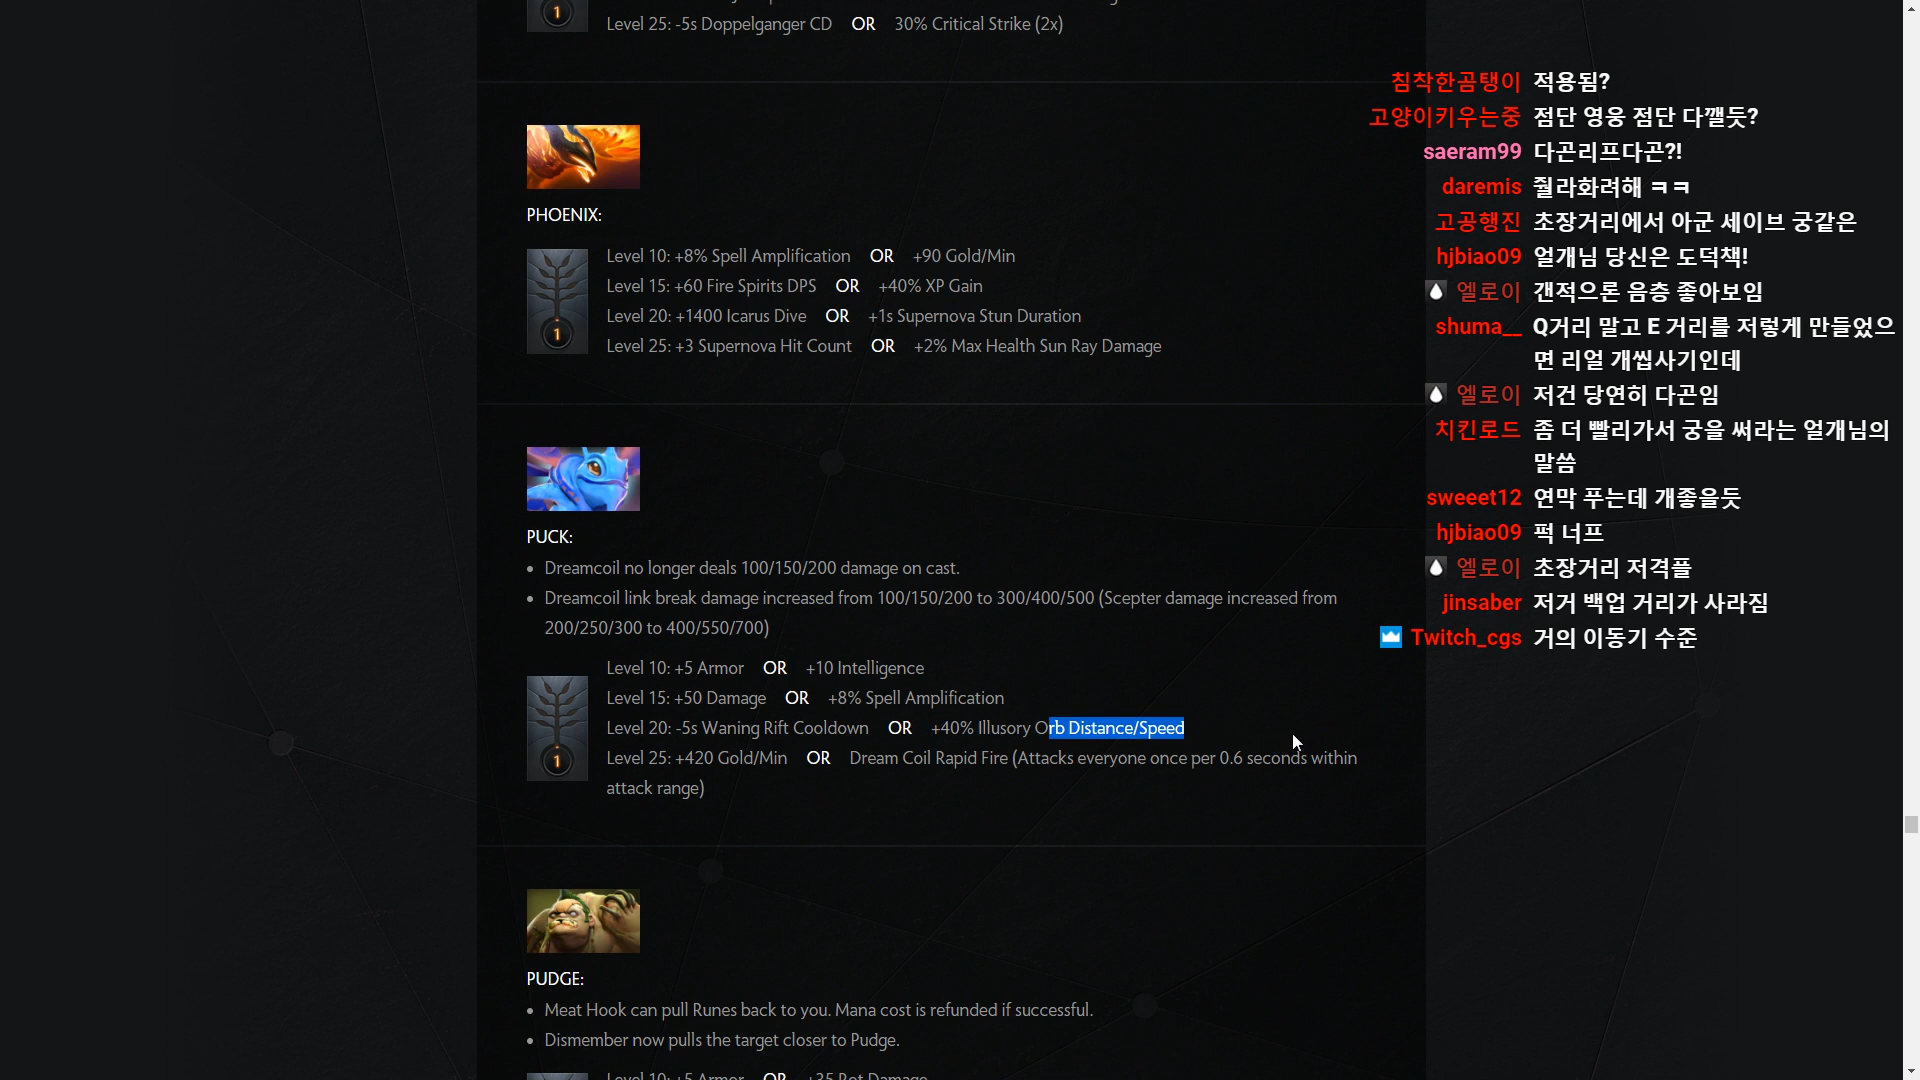 1
Level 25: -5s Doppelganger CD OR 30% Critical Strike (2x)
PHOENIX:
1
Level 10: +8% Spell Amplification OR +90 Gold/Min
Level 15: +60 Fire Spirits DPS OR +40% XP Gain
Level 20: +1400 Icarus Dive OR +1s Supernova Stun Duration
Level 25: +3 Supernova Hit Count OR +2% Max Health Sun Ray Damage
PUCK:
• Dreamcoil no longer deals 100/150/200 damage on cast.
• Dreamcoil link break damage increased from 100/150/200 to 300/400/500 (Scepter damage increased from
200/250/300 to 400/550/700)
1
Level 10: +5 Armor OR +10 Intelligence
Level 15: +50 Damage OR +8% Spell Amplification
Level 20: -5s Waning Rift Cooldown OR +40% Illusory Orb Distance/Speed
Level 25: +420 Gold/Min OR Dream Coil Rapid Fire (Attacks everyone once per 0.6 seconds within
attack range)
PUDGE:
• Meat Hook can pull Runes back to you. Mana cost is refunded if successful.
• Dismember now pulls the target closer to Pudge.
Level 10: +5 Armor OR +35 Rot Damage
침착한곰탱이 적용됨?
고양이키우는중 점단 영웅 점단 다깰듯?
saeram99 다곤리프다곤?!
daremis 줠라화려해 ㅋㅋ
고공행진 초장거리에서 아군 세이브 궁같은
hjbiao09 얼개님 당신은 도덕책!
엘로이 갠적으론 음층 좋아보임
shuma__ Q거리 말고 E 거리를 저렇게 만들었으
면 리얼 개씹사기인데
엘로이 저건 당연히 다곤임
치킨로드 좀 더 빨리가서 궁을 써라는 얼개님의
말씀
sweeet12 연막 푸는데 개좋을듯
hjbiao09 퍽 너프
엘로이 초장거리 저격플
jinsaber 저거 백업 거리가 사라짐
Twitch_cgs 거의 이동기 수준